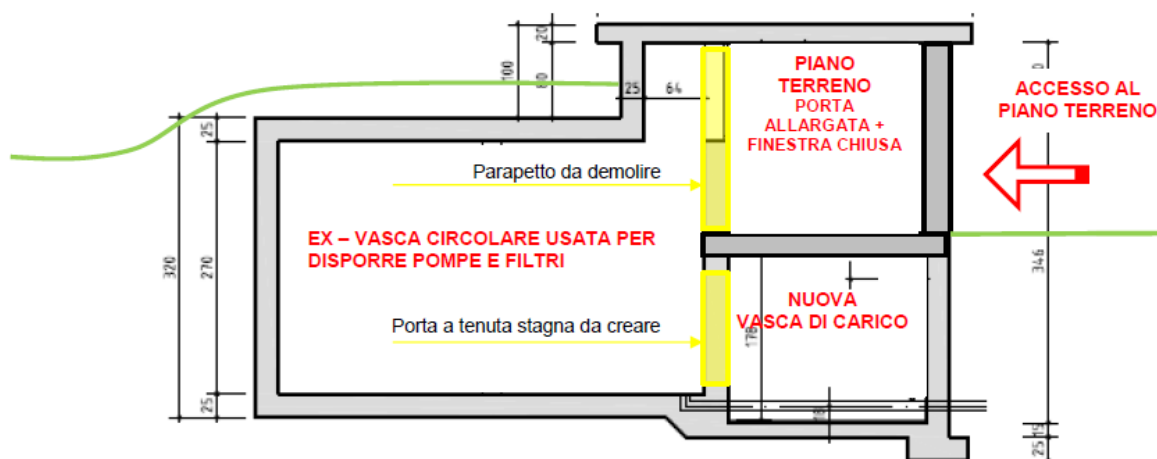 20
100
80
PIANO
TERRENO
PORTA
ALLARGATA +
FINESTRA CHIUSA
ACCESSO AL
PIANO TERRENO
25
64
25
Parapetto da demolire
EX – VASCA CIRCOLARE USATA PER
DISPORRE POMPE E FILTRI
320
270
346
NUOVA
VASCA DI CARICO
Porta a tenuta stagna da creare
178
25
18
15
25